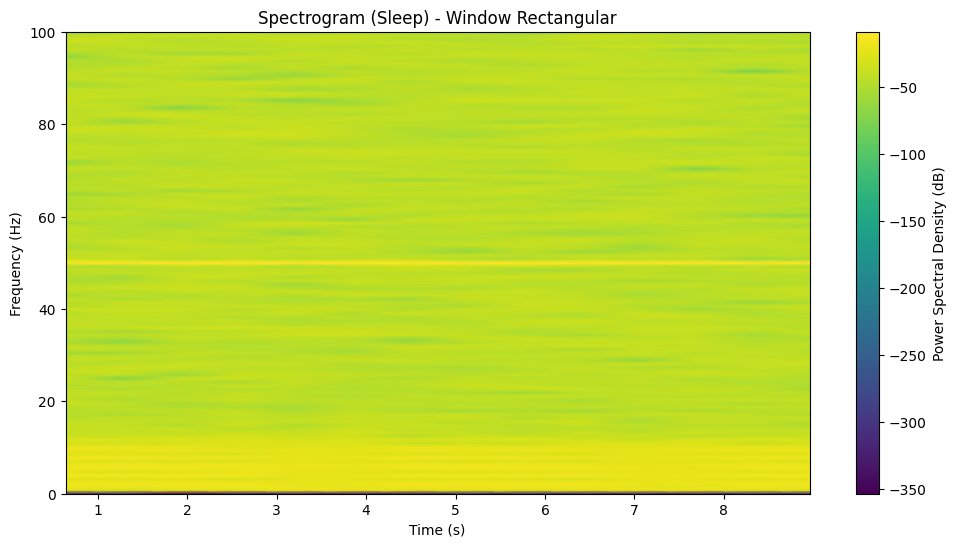 Spectrogram (Sleep) - Window Rectangular
100
80
60
40
20
0
Frequency (Hz)
1 2 3 4 5 6 7 8
Time (s)
−50
−100
−150
−200
−250
−300
−350
Power Spectral Density (dB)